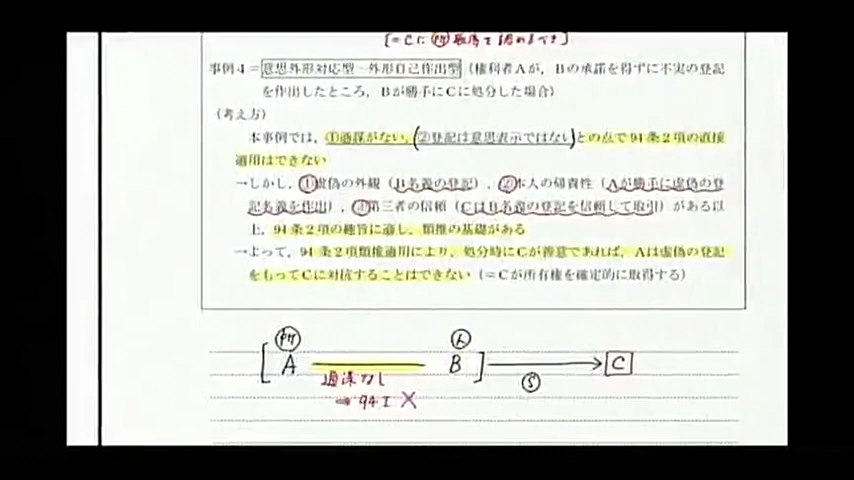 [=Cに所取得を認めるべき]
事例4=意思外形対応型-外形自己作出型(権利者Aが,Bの承諾を得ずに不実の登記
を作出したところ,Bが勝手にCに処分した場合)
(考え方)
本事例では,①通謀がない,(②登記は意思表示ではない)との点で94条2項の直接
適用はできない
→しかし,①虚偽の外観(B名義の登記),②本人の帰責性(Aが勝手に虚偽の登
記名義を作出),③第三者の信頼(CはB名義の登記を信頼して取引)がある以
上,94条2項の趣旨に適し,類推の基礎がある
→よって,94条2項類推適用により,処分時にCが善意であれば,Aは虚偽の登記
をもってCに対抗することはできない(=Cが所有権を確定的に取得する)
所 ト
[A B] → C
通謀なし S
⇒94 I ×